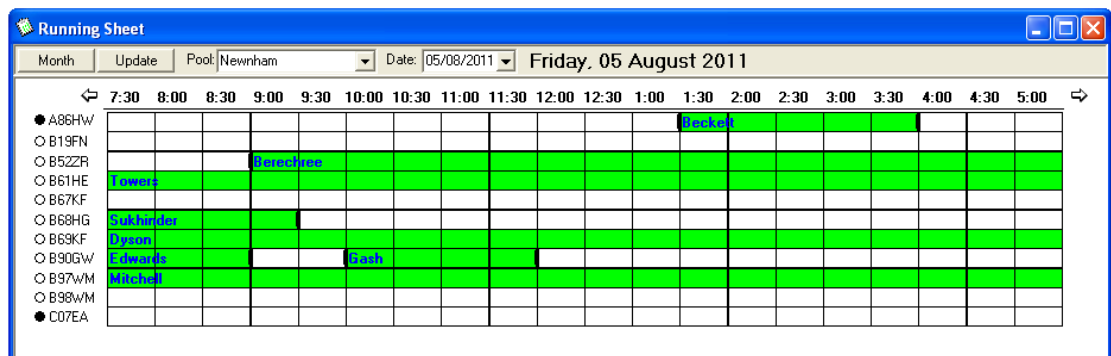 Running Sheet
Month Update Pool: Newnham Date: 05/08/2011 Friday, 05 August 2011
7:30 8:00 8:30 9:00 9:30 10:00 10:30 11:00 11:30 12:00 12:30 1:00 1:30 2:00 2:30 3:00 3:30 4:00 4:30 5:00
A86HW Beckett
B19FN
B52ZR Berechree
B61HE Towers
B67KF
B68HG Sukhinder
B69KF Dyson
B90GW Edwards Gash
B97WM Mitchell
B98WM
C07EA